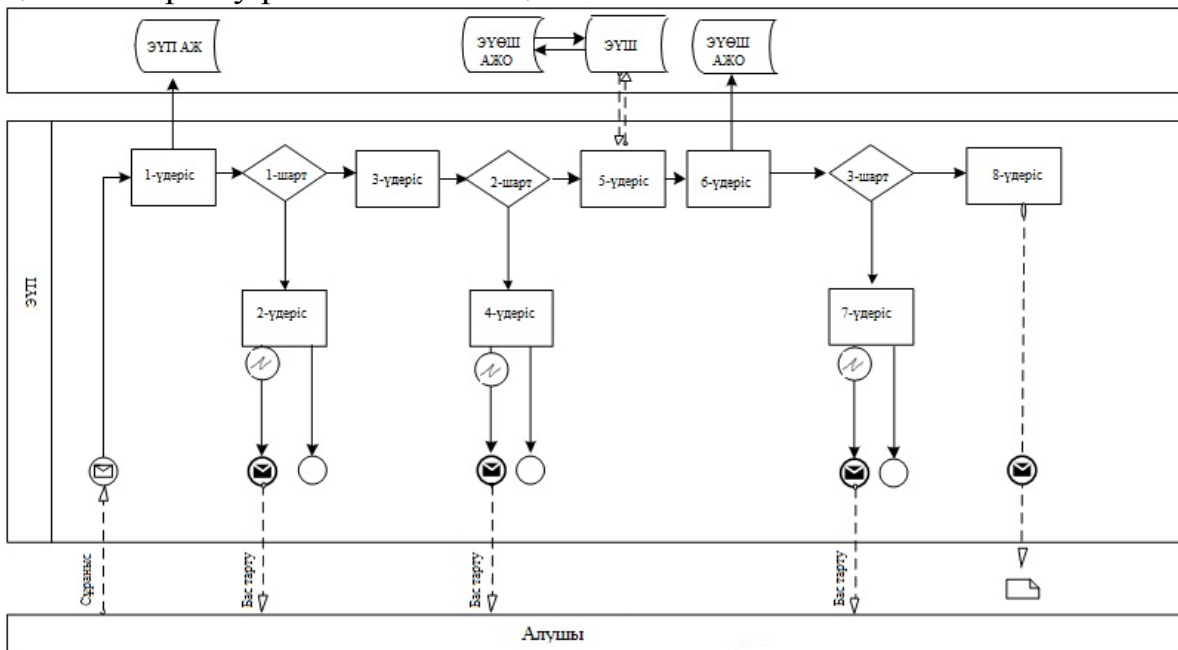 ЭҮП АЖ
ЭҮӨШ
АЖО
ЭҮШ
ЭҮӨШ
АЖО
1-үдеріс
1-шарт
3-үдеріс
2-шарт
5-үдеріс
6-үдеріс
3-шарт
8-үдеріс
ЭҮП
2-үдеріс
4-үдеріс
7-үдеріс
Сұраныс
Бас тарту
Бас тарту
Бас тарту
Алушы